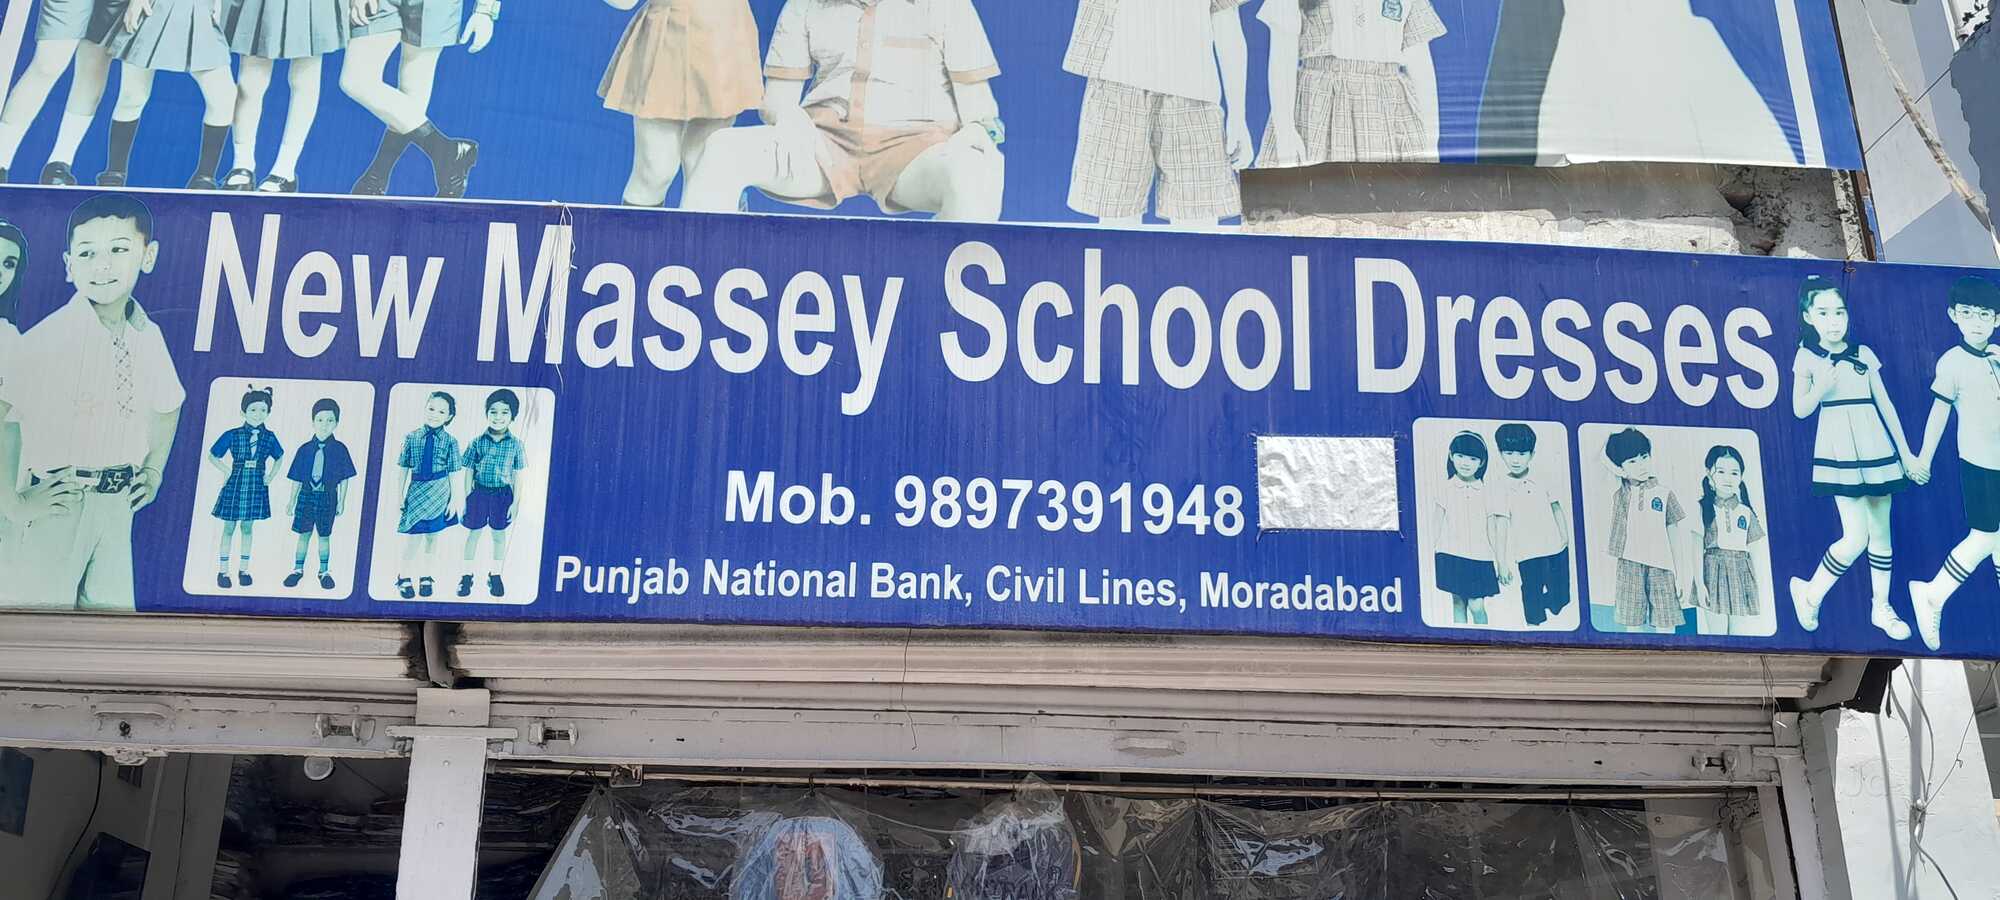 New Massey School Dresses
Mob. 9897391948
Punjab National Bank, Civil Lines, Moradabad